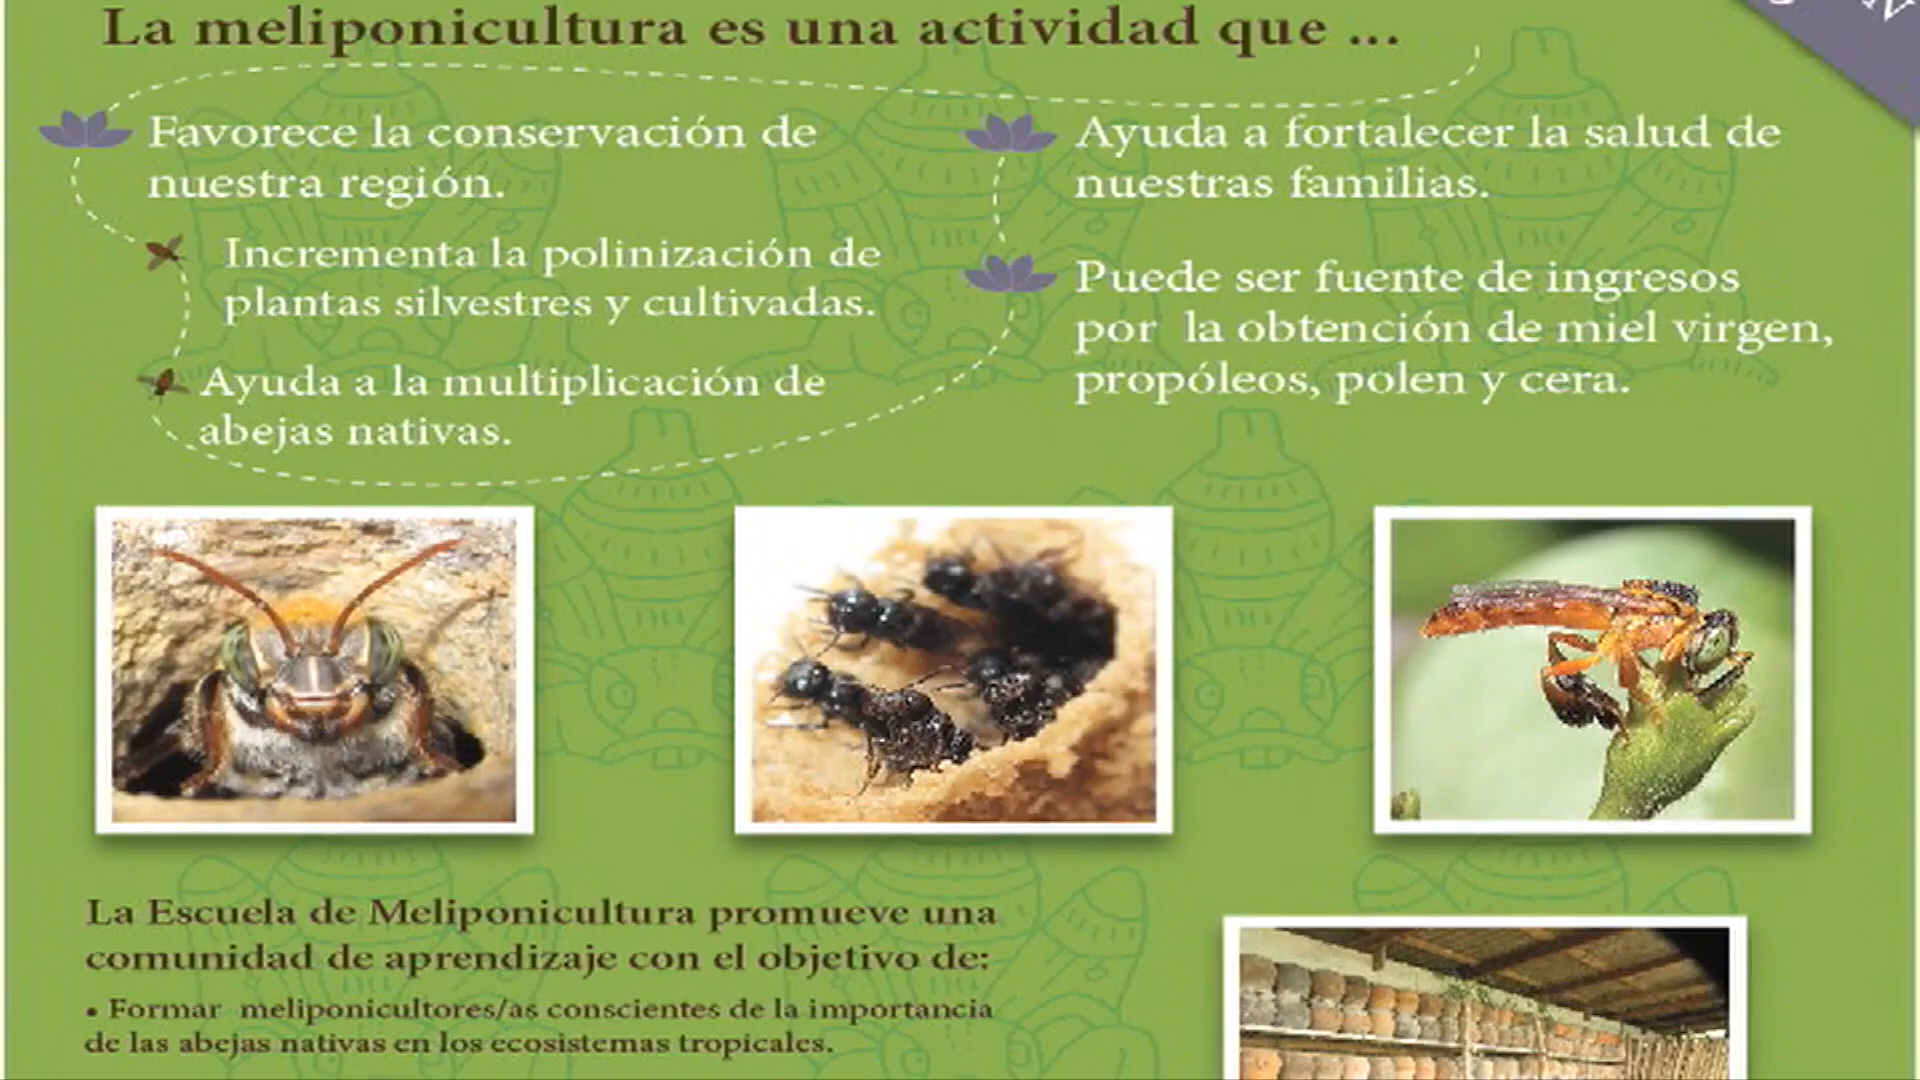 La meliponicultura es una actividad que ...
Favorece la conservación de
nuestra región.
Incrementa la polinización de
plantas silvestres y cultivadas.
Ayuda a la multiplicación de
abejas nativas.
Ayuda a fortalecer la salud de
nuestras familias.
Puede ser fuente de ingresos
por la obtención de miel virgen,
propóleos, polen y cera.
La Escuela de Meliponicultura promueve una
comunidad de aprendizaje con el objetivo de:
• Formar meliponicultores/as conscientes de la importancia
de las abejas nativas en los ecosistemas tropicales.